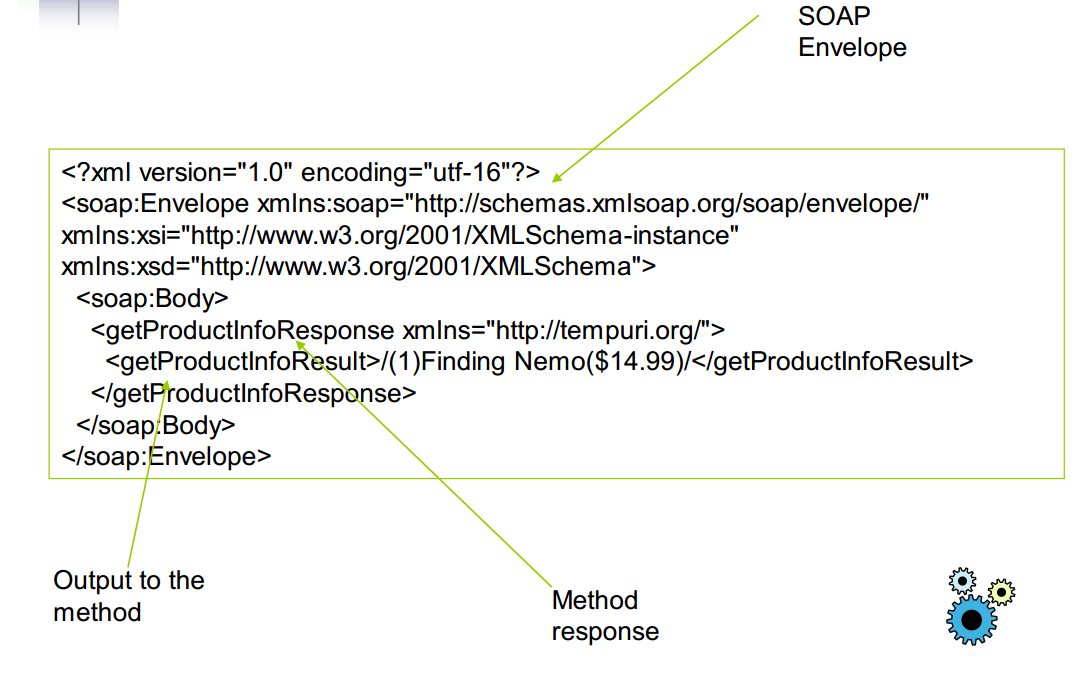 SOAP
Envelope
<?xml version="1.0" encoding="utf-16"?>
<soap:Envelope xmlns:soap="http://schemas.xmlsoap.org/soap/envelope/"
xmlns:xsi="http://www.w3.org/2001/XMLSchema-instance"
xmlns:xsd="http://www.w3.org/2001/XMLSchema">
<soap:Body>
<getProductInfoResponse xmlns="http://tempuri.org/">
<getProductInfoResult>/(1)Finding Nemo($14.99)/</getProductInfoResult>
</getProductInfoResponse>
</soap:Body>
</soap:Envelope>
Output to the
method
Method
response